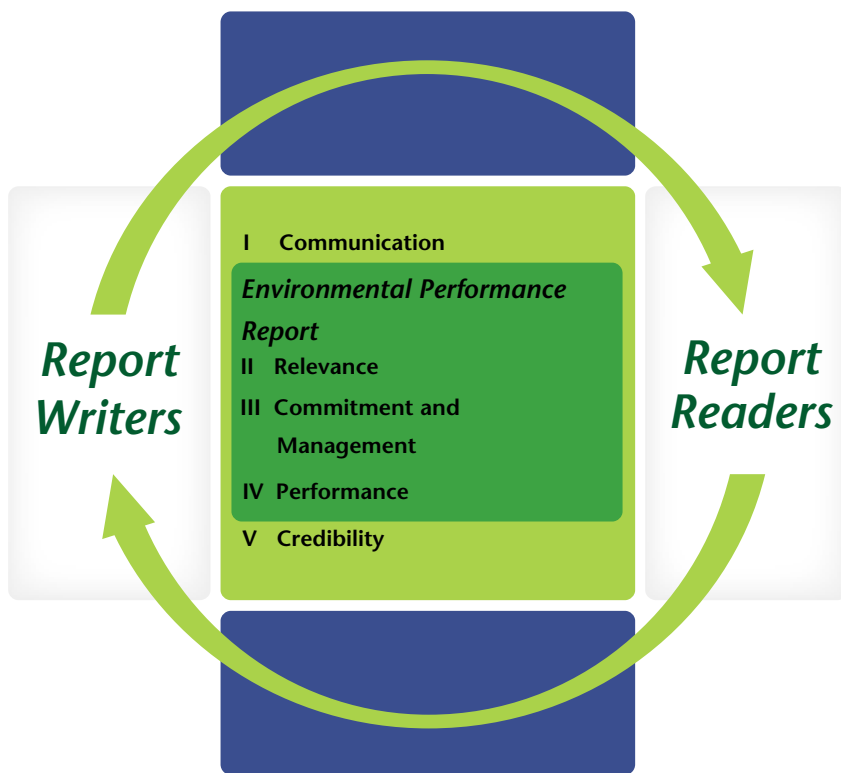 I Communication
Environmental Performance
Report
II Relevance
III Commitment and
Management
IV Performance
V Credibility
Report
Writers
Report
Readers